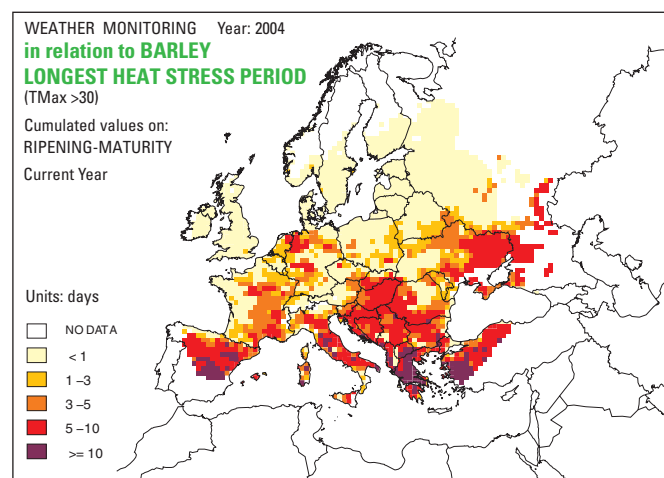 WEATHER MONITORING Year: 2004
in relation to BARLEY
LONGEST HEAT STRESS PERIOD
(TMax >30)
Cumulated values on:
RIPENING-MATURITY
Current Year
Units: days
NO DATA
< 1
1 –3
3 –5
5 –10
>= 10